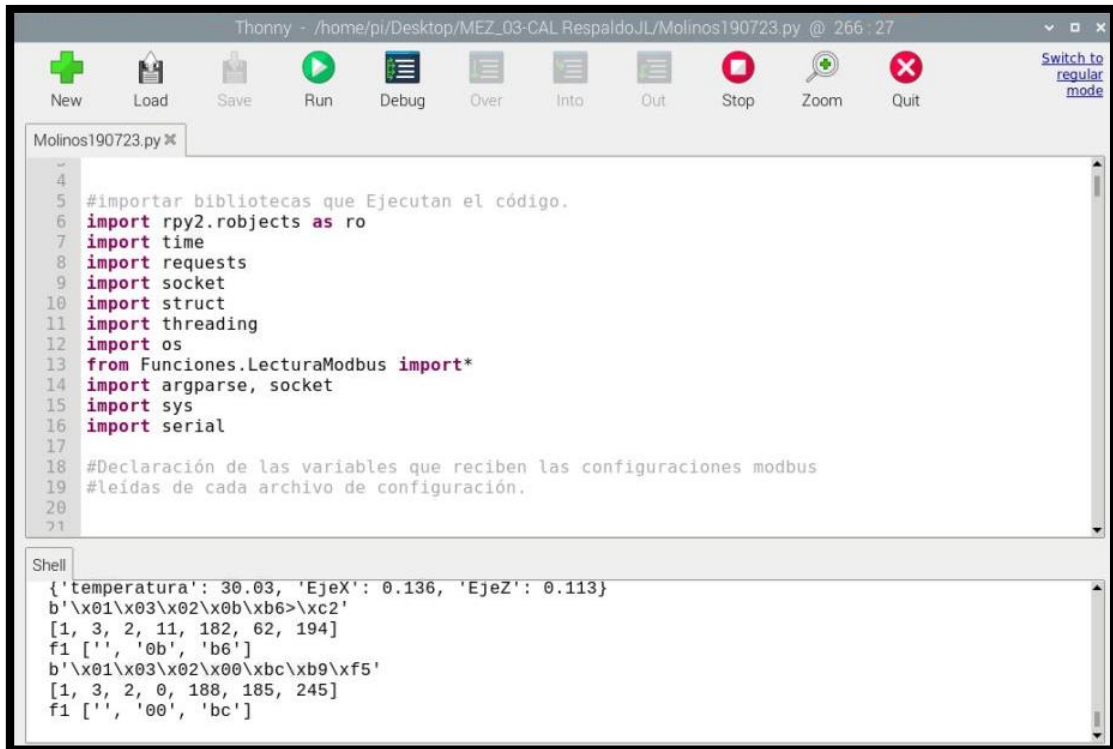 Thonny - /home/pi/Desktop/MEZ_03-CAL RespaldoJL/Molinos190723.py @ 266 : 27
New Load Save Run Debug Over Into Out Stop Zoom Quit
Switch to
regular
mode
Molinos190723.py
3
4
5 #importar bibliotecas que Ejecutan el código.
6 import rpy2.robjects as ro
7 import time
8 import requests
9 import socket
10 import struct
11 import threading
12 import os
13 from Funciones.LecturaModbus import*
14 import argparse, socket
15 import sys
16 import serial
17
18 #Declaración de las variables que reciben las configuraciones modbus
19 #leídas de cada archivo de configuración.
20
21
Shell
{'temperatura': 30.03, 'EjeX': 0.136, 'EjeZ': 0.113}
b'\x01\x03\x02\x0b\xb6>\xc2'
[1, 3, 2, 11, 182, 62, 194]
f1 ['', '0b', 'b6']
b'\x01\x03\x02\x00\xbc\xb9\xf5'
[1, 3, 2, 0, 188, 185, 245]
f1 ['', '00', 'bc']